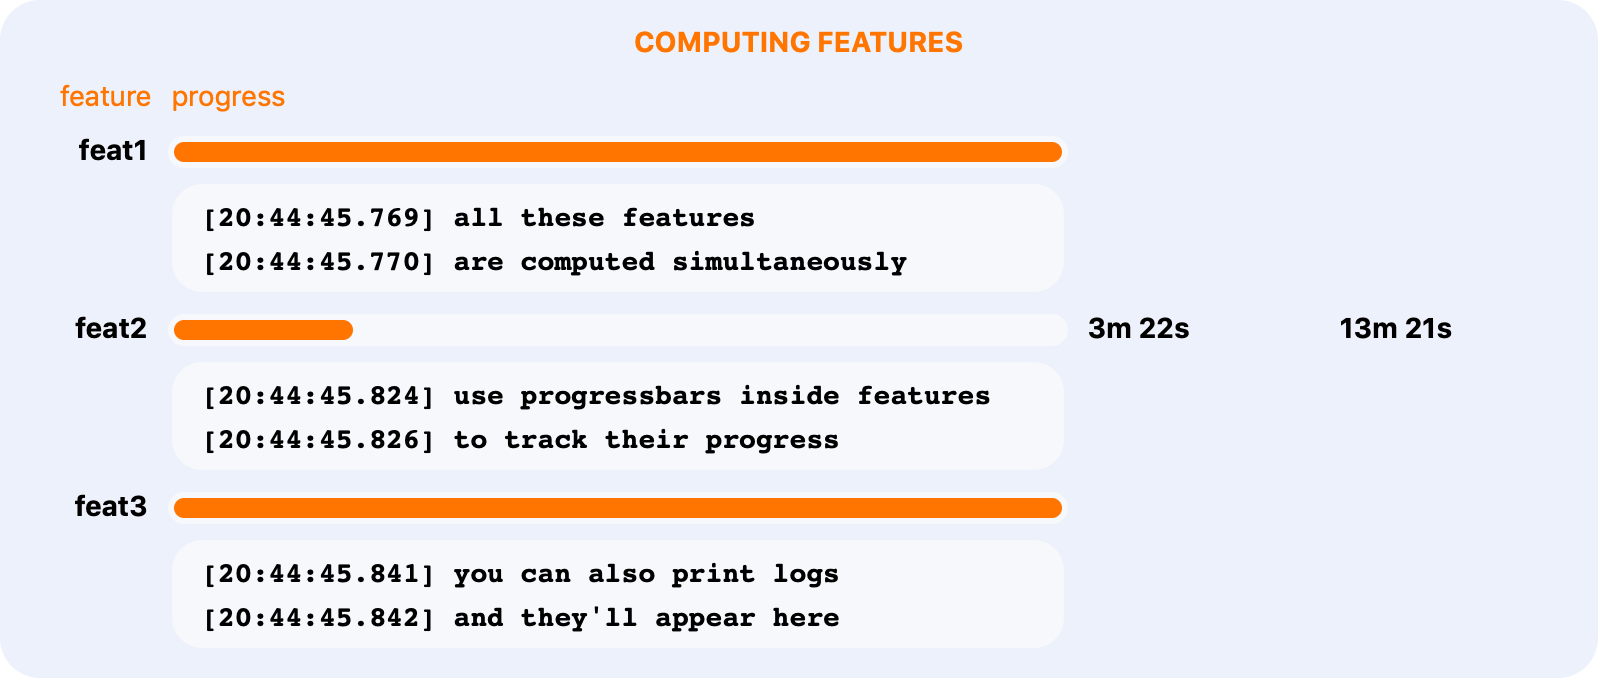 COMPUTING FEATURES
feature progress
feat1
[20:44:45.769] all these features
[20:44:45.770] are computed simultaneously
feat2 3m 22s 13m 21s
[20:44:45.824] use progressbars inside features
[20:44:45.826] to track their progress
feat3
[20:44:45.841] you can also print logs
[20:44:45.842] and they'll appear here